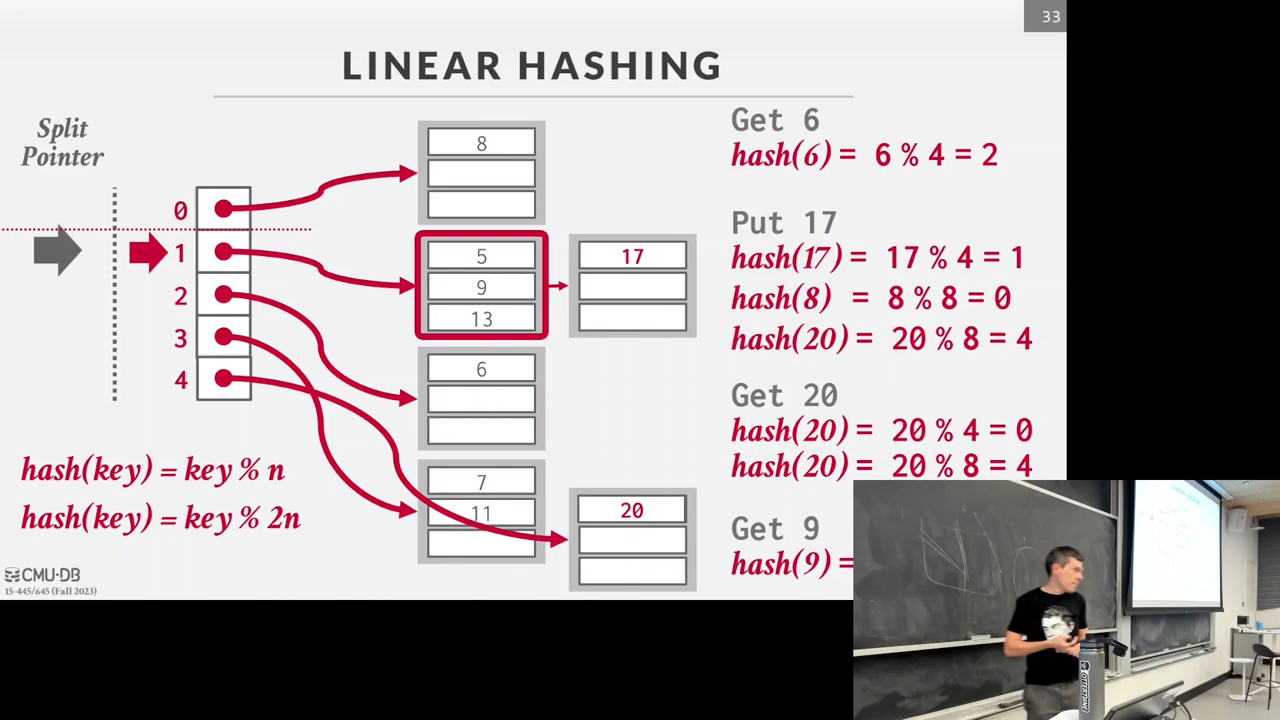 33
LINEAR HASHING
Split
Pointer
0
1
2
3
4
8
5
9
13
17
6
7
11
20
Get 6
hash(6) = 6 % 4 = 2
Put 17
hash(17) = 17 % 4 = 1
hash(8) = 8 % 8 = 0
hash(20) = 20 % 8 = 4
Get 20
hash(20) = 20 % 4 = 0
hash(20) = 20 % 8 = 4
Get 9
hash(9) =
hash(key) = key % n
hash(key) = key % 2n
CMU·DB
15-445/645 (Fall 2023)